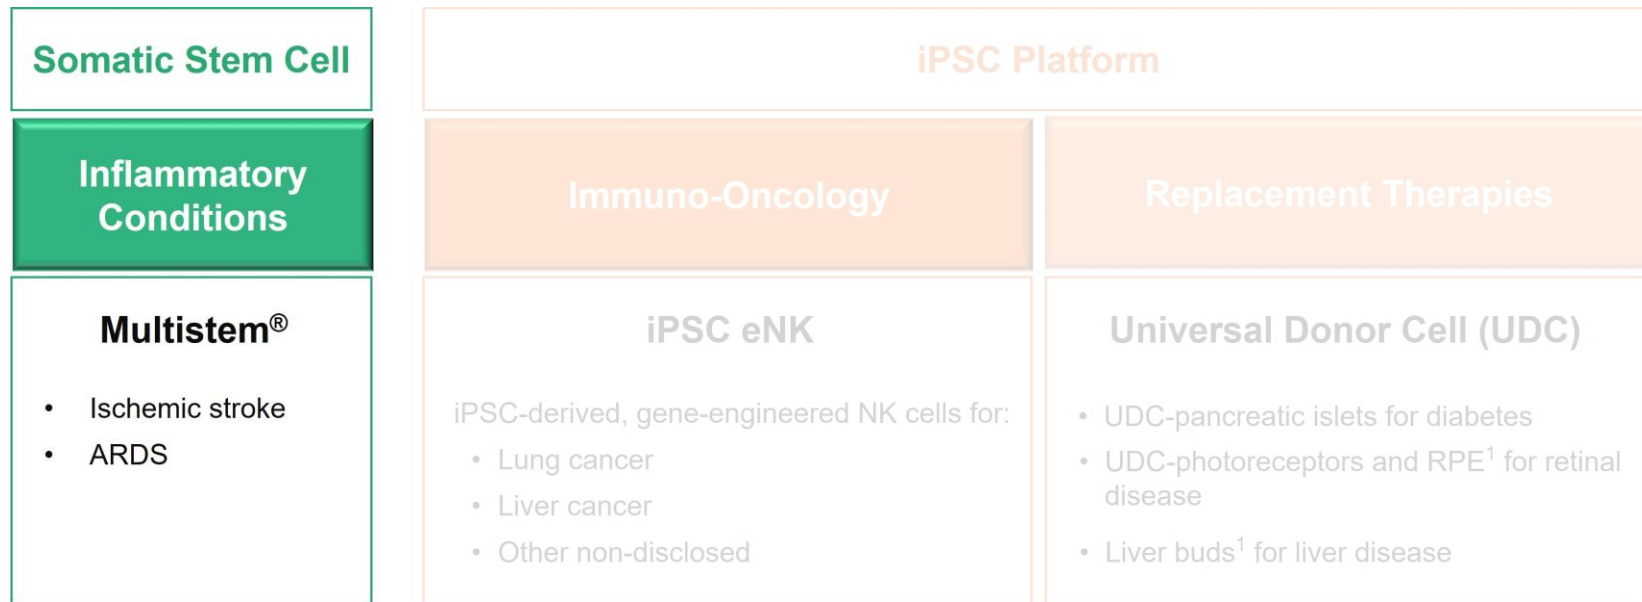 Somatic Stem Cell
iPSC Platform
Inflammatory
Conditions
Immuno-Oncology
Replacement Therapies
Multistem®
• Ischemic stroke
• ARDS
iPSC eNK
iPSC-derived, gene-engineered NK cells for:
• Lung cancer
• Liver cancer
• Other non-disclosed
Universal Donor Cell (UDC)
• UDC-pancreatic islets for diabetes
• UDC-photoreceptors and RPE¹ for retinal
disease
• Liver buds¹ for liver disease